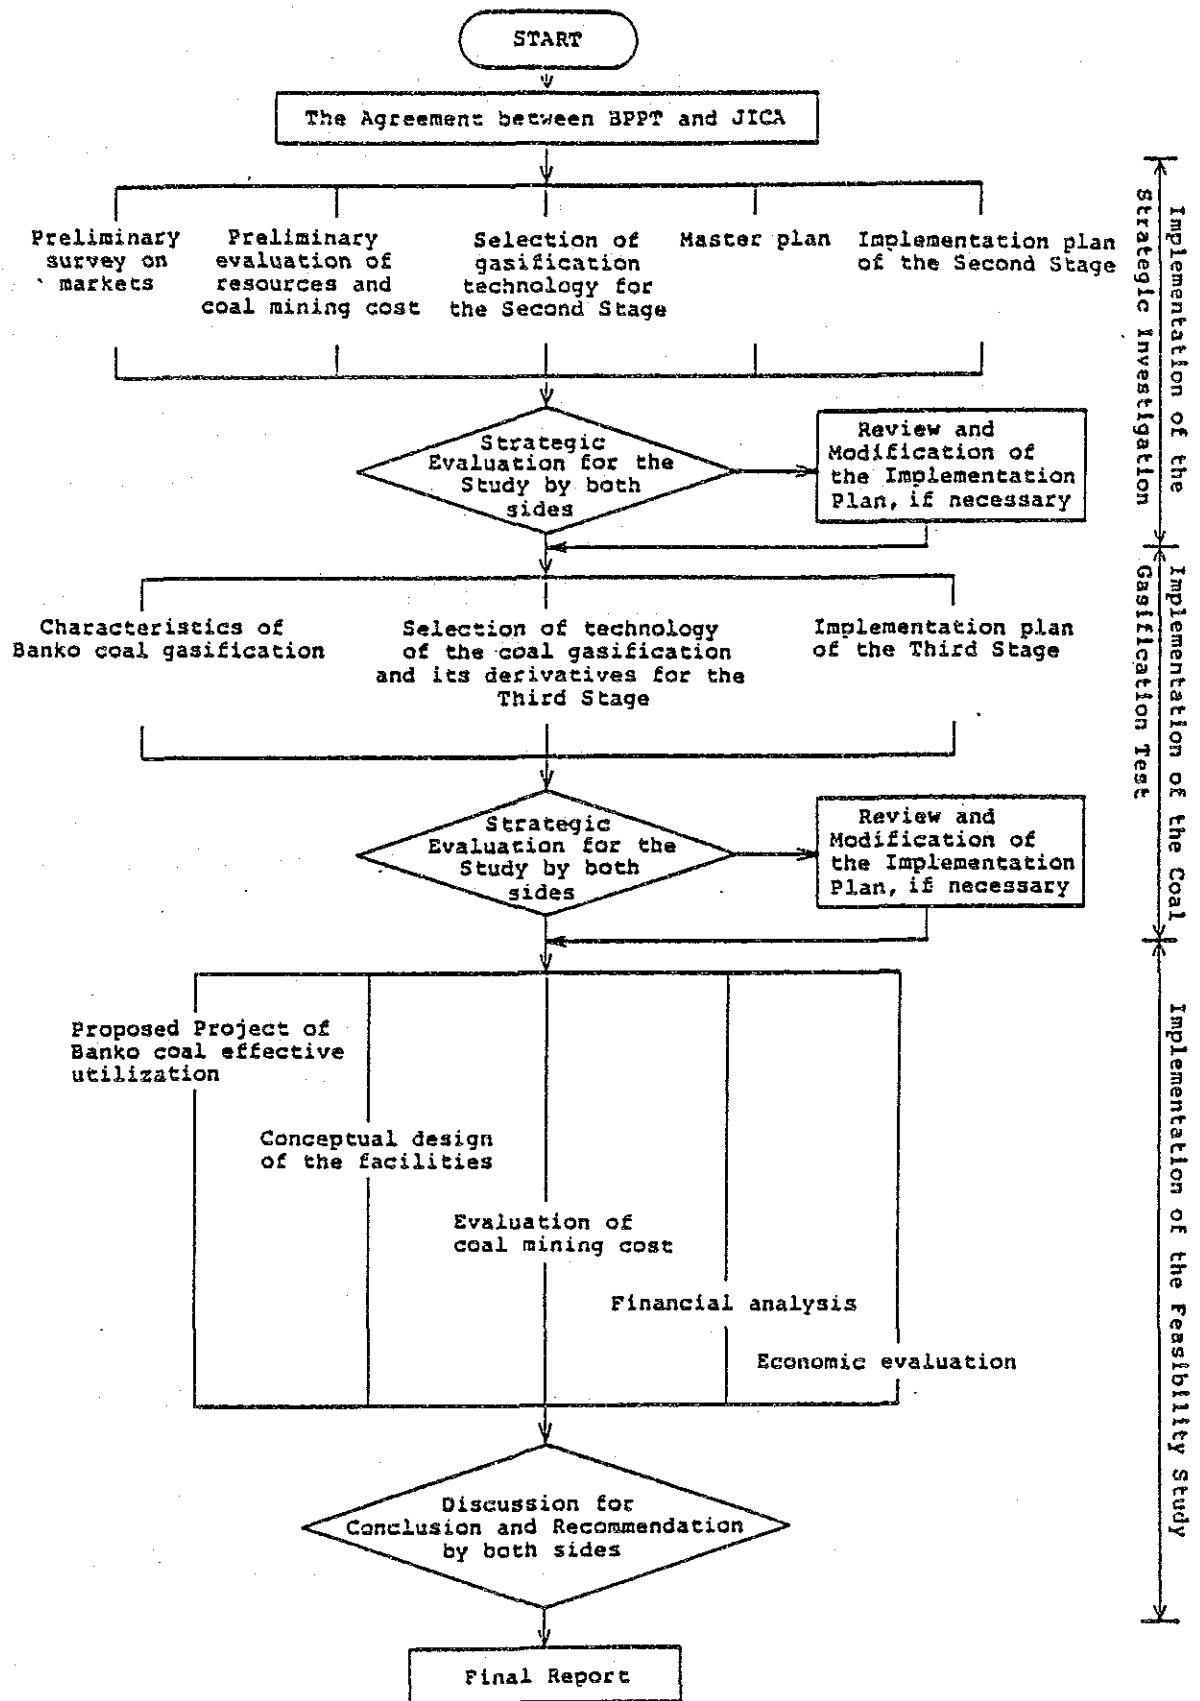 START
The Agreement between BPPT and JICA
Preliminary
survey on
markets
Preliminary
evaluation of
resources and
coal mining cost
Selection of
gasification
technology for
the Second Stage
Master plan
Implementation plan
of the Second Stage
Implementation of the
Strategic Investigation
Strategic
Evaluation for the
Study by both
sides
Review and
Modification of
the Implementation
Plan, if necessary
Characteristics of
Banko coal gasification
Selection of technology
of the coal gasification
and its derivatives for the
Third Stage
Implementation plan
of the Third Stage
Implementation of the Coal
Gasification Test
Strategic
Evaluation for the
Study by both
sides
Review and
Modification of
the Implementation
Plan, if necessary
Proposed Project of
Banko coal effective
utilization
Conceptual design
of the facilities
Evaluation of
coal mining cost
Financial analysis
Economic evaluation
Implementation of the Feasibility Study
Discussion for
Conclusion and Recommendation
by both sides
Final Report